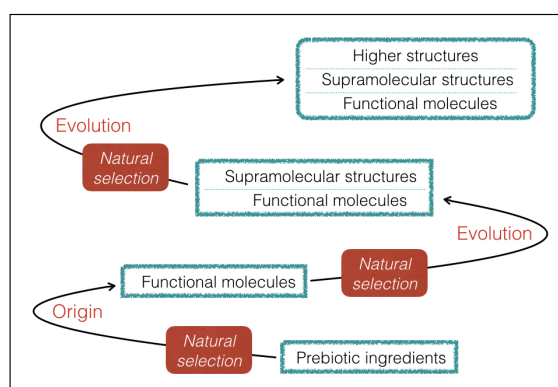 Higher structures
Supramolecular structures
Functional molecules
Evolution
Natural
selection
Supramolecular structures
Functional molecules
Evolution
Functional molecules
Natural
selection
Origin
Natural
selection
Prebiotic ingredients